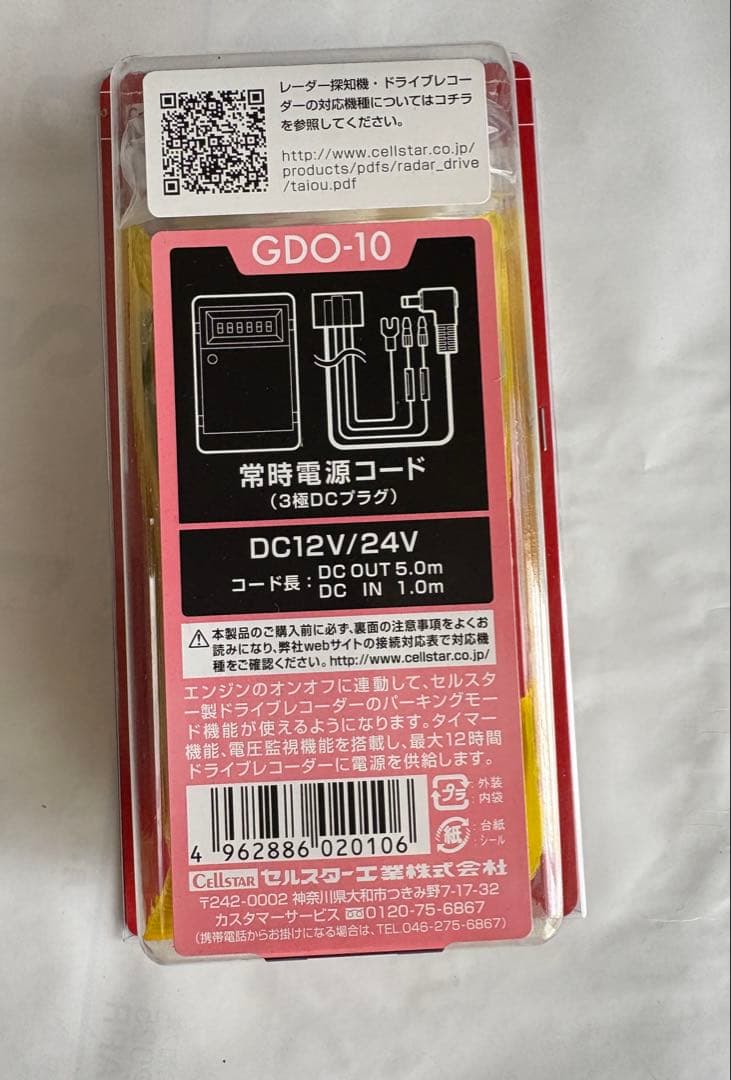 レーダー探知機・ドライブレコー
ダーの対応機種についてはコチラ
を参照してください。
http://www.cellstar.co.jp/
products/pdfs/radar_drive
/taiou.pdf
GDO-10
常時電源コード
(3極DCプラグ)
DC12V/24V
コード長：DC OUT 5.0m
DC IN 1.0m
本製品のご購入前に必ず、裏面の注意事項をよくお
読みになり、弊社webサイトの接続対応表で対応機
種をご確認ください。http://www.cellstar.co.jp/
エンジンのオンオフに連動して、セルスタ
ー製ドライブレコーダーのパーキングモー
ド機能が使えるようになります。タイマー
機能、電圧監視機能を搭載し、最大12時間
ドライブレコーダーに電源を供給します。
プラ：外装
：内袋
紙：台紙
：シール
4 962886 020106
CELLSTAR セルスター工業株式会社
〒242-0002 神奈川県大和市つきみ野7-17-32
カスタマーサービス 0120-75-6867
(携帯電話からお掛けになる場合は、TEL.046-275-6867)